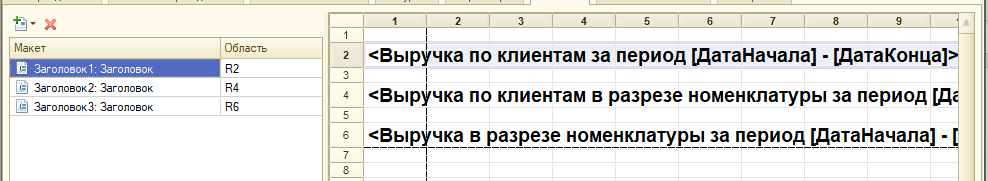 Макет Область
Заголовок1: Заголовок R2
Заголовок2: Заголовок R4
Заголовок3: Заголовок R6
1 2 3 4 5 6 7 8 9
1
2 <Выручка по клиентам за период [ДатаНачала] - [ДатаКонца]>
3
4 <Выручка по клиентам в разрезе номенклатуры за период [Да
5
6 <Выручка в разрезе номенклатуры за период [ДатаНачала] - [
7
8